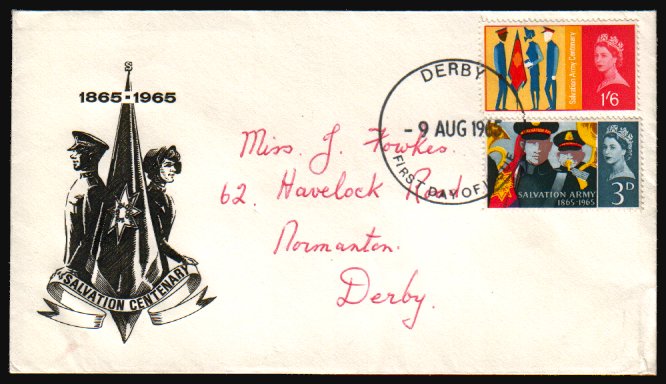 1865-1965
SALVATION CENTENARY
DERBY
-9 AUG 1965
FIRST DAY OF ISSUE
Salvation Army Centenary
1'6
SALVATION ARMY
1865-1965
3D
Miss. J. Fowkes.
62. Havelock Road
Normanton.
Derby.